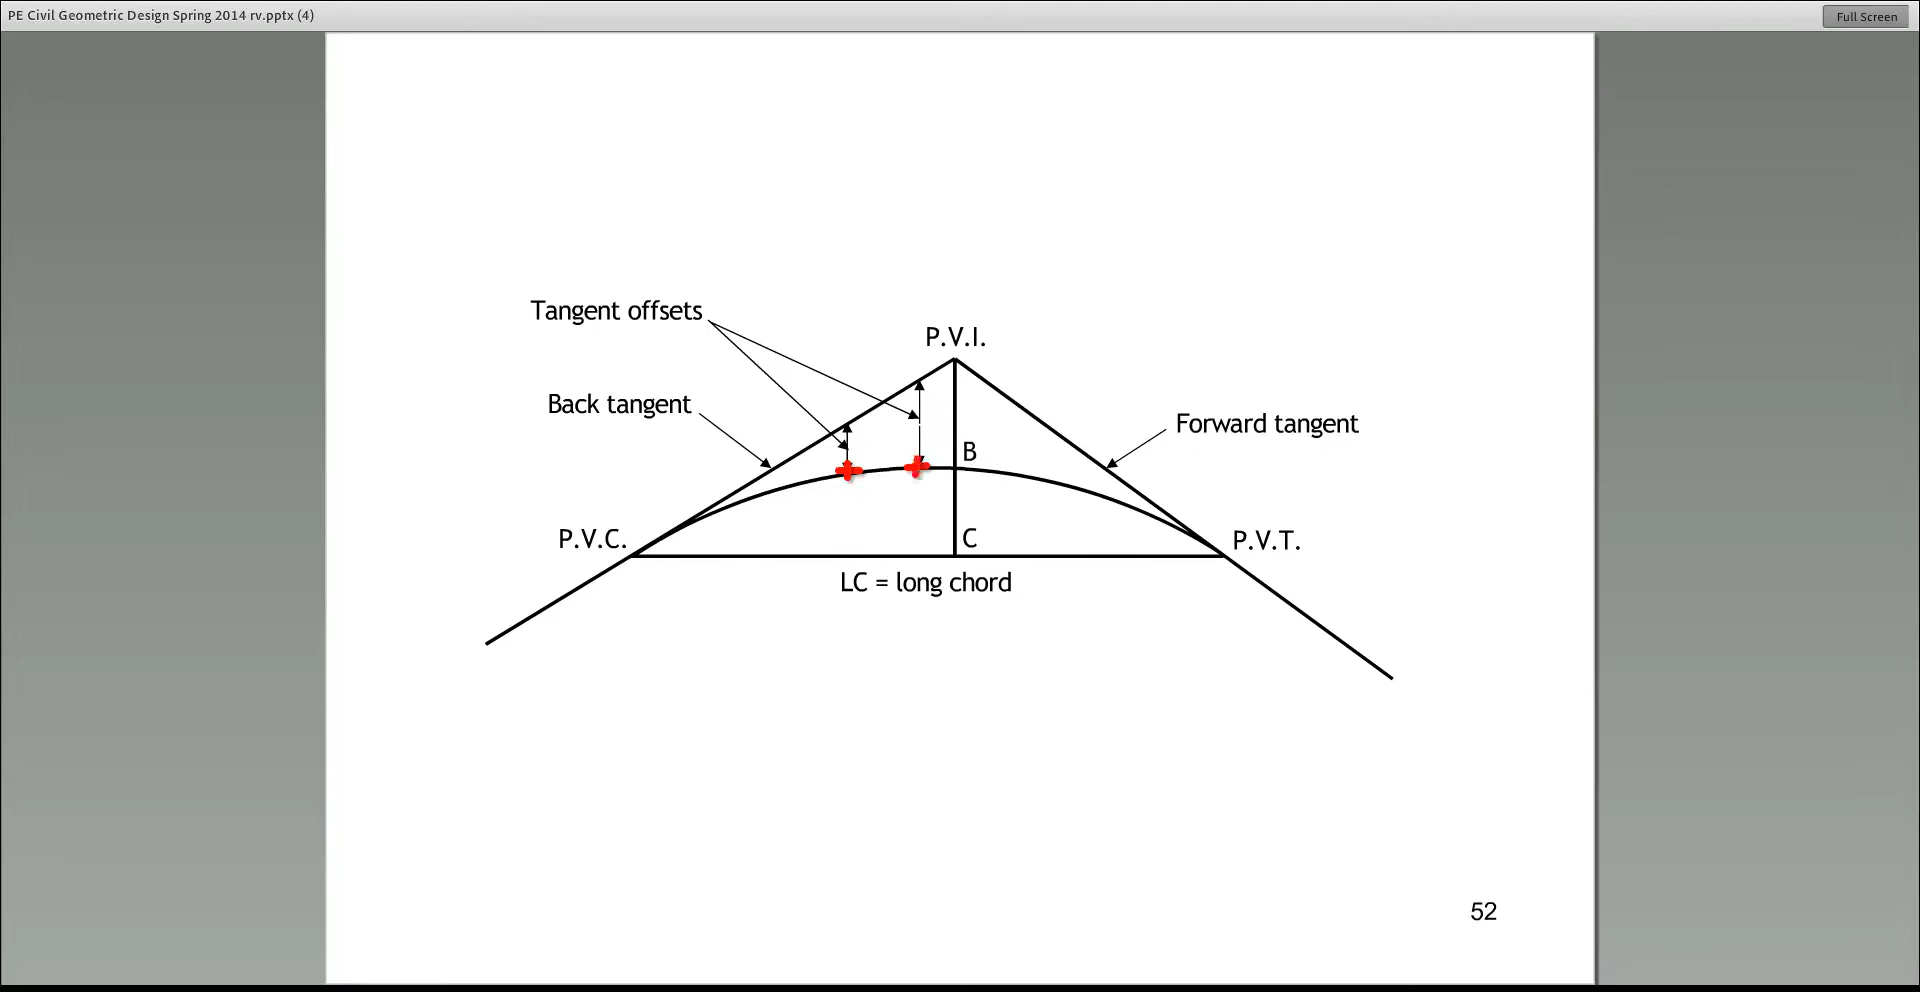 PE Civil Geometric Design Spring 2014 rv.pptx (4)
Full Screen
Tangent offsets
P.V.I.
Back tangent
Forward tangent
B
P.V.C.
C
P.V.T.
LC = long chord
52